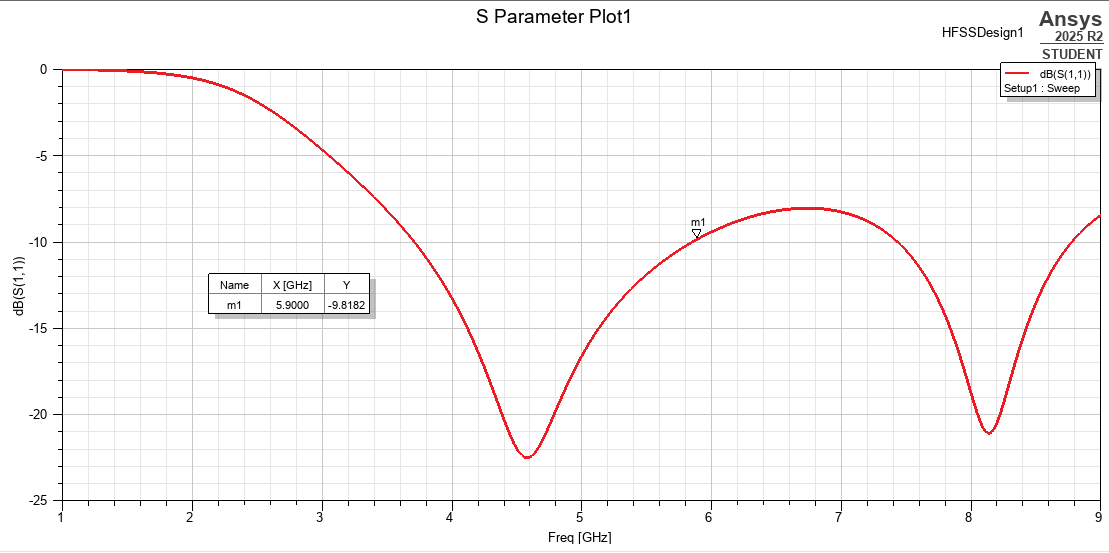 S Parameter Plot1
HFSSDesign1
Ansys
2025 R2
STUDENT
dB(S(1,1))
Setup1 : Sweep
0
-5
-10
-15
-20
-25
dB(S(1,1))
m1
Name X [GHz] Y
m1 5.9000 -9.8182
1 2 3 4 5 6 7 8 9
Freq [GHz]